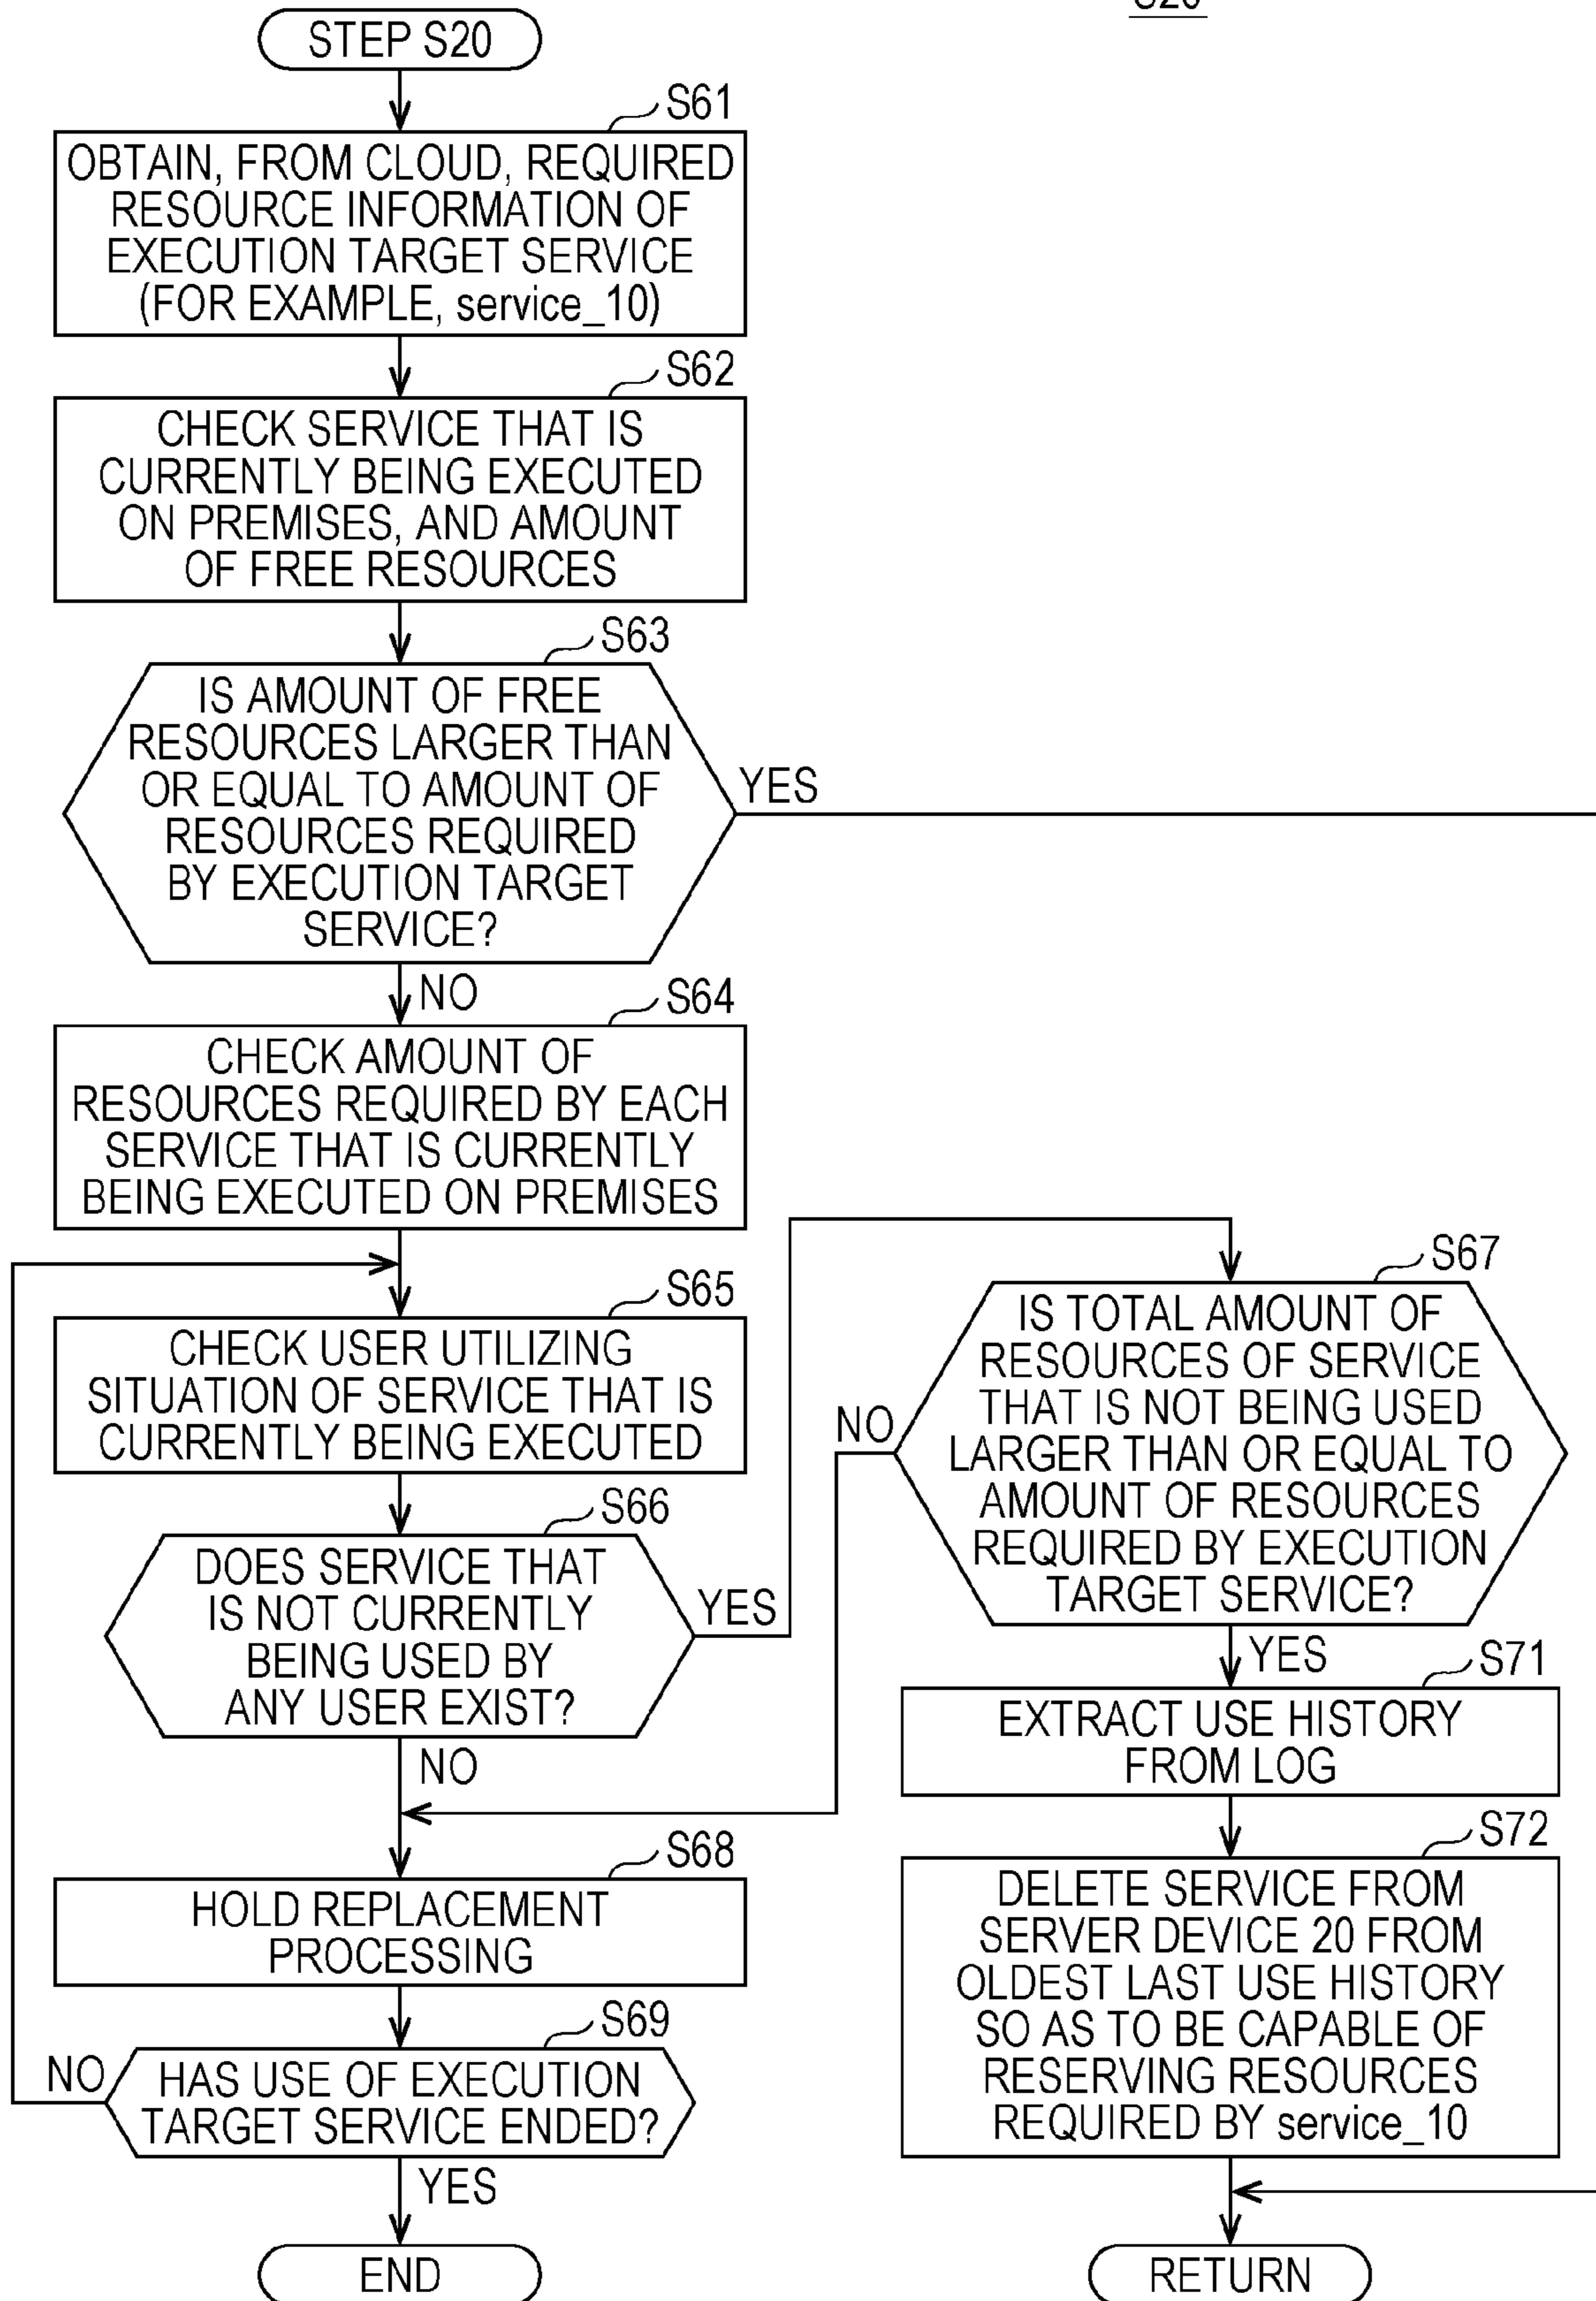 S20
STEP S20
S61
OBTAIN, FROM CLOUD, REQUIRED
RESOURCE INFORMATION OF
EXECUTION TARGET SERVICE
(FOR EXAMPLE, service_10)
S62
CHECK SERVICE THAT IS
CURRENTLY BEING EXECUTED
ON PREMISES, AND AMOUNT
OF FREE RESOURCES
S63
IS AMOUNT OF FREE
RESOURCES LARGER THAN
OR EQUAL TO AMOUNT OF
RESOURCES REQUIRED
BY EXECUTION TARGET
SERVICE?
YES
NO
S64
CHECK AMOUNT OF
RESOURCES REQUIRED BY EACH
SERVICE THAT IS CURRENTLY
BEING EXECUTED ON PREMISES
S65
CHECK USER UTILIZING
SITUATION OF SERVICE THAT IS
CURRENTLY BEING EXECUTED
S66
DOES SERVICE THAT
IS NOT CURRENTLY
BEING USED BY
ANY USER EXIST?
YES
NO
S67
IS TOTAL AMOUNT OF
RESOURCES OF SERVICE
THAT IS NOT BEING USED
LARGER THAN OR EQUAL TO
AMOUNT OF RESOURCES
REQUIRED BY EXECUTION
TARGET SERVICE?
NO
YES
S68
HOLD REPLACEMENT
PROCESSING
S69
HAS USE OF EXECUTION
TARGET SERVICE ENDED?
NO
YES
END
S71
EXTRACT USE HISTORY
FROM LOG
S72
DELETE SERVICE FROM
SERVER DEVICE 20 FROM
OLDEST LAST USE HISTORY
SO AS TO BE CAPABLE OF
RESERVING RESOURCES
REQUIRED BY service_10
RETURN